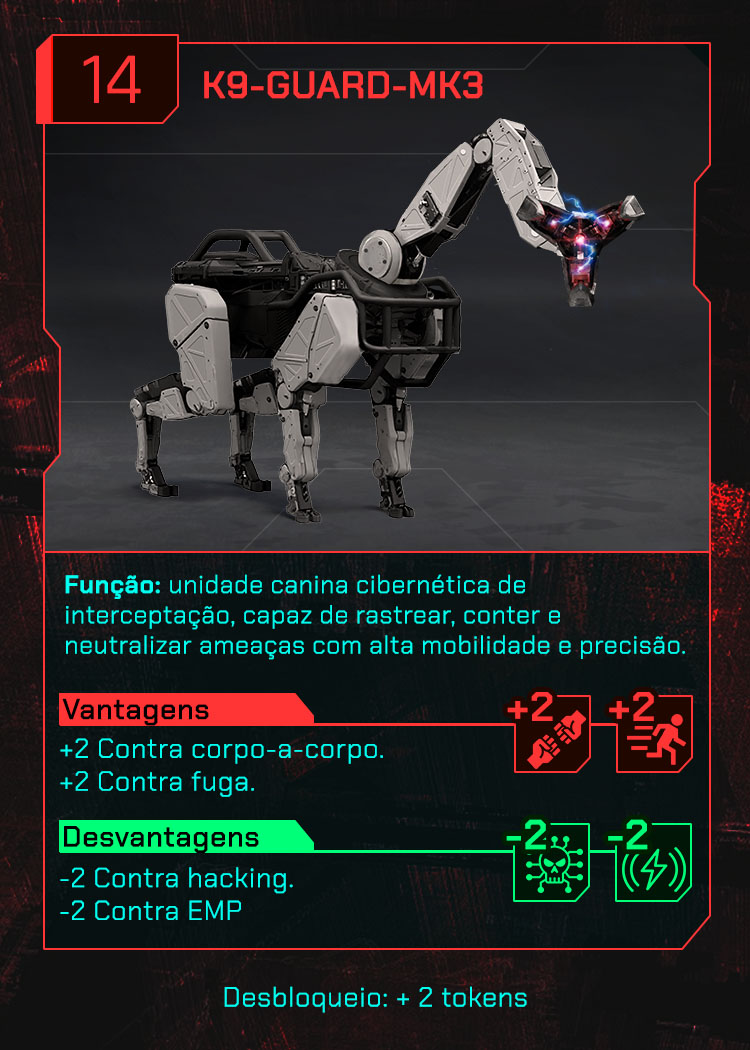 14
K9-GUARD-MK3
Função: unidade canina cibernética de
interceptação, capaz de rastrear, conter e
neutralizar ameaças com alta mobilidade e precisão.
Vantagens
+2 +2
+2 Contra corpo-a-corpo.
+2 Contra fuga.
Desvantagens
-2 -2
-2 Contra hacking.
-2 Contra EMP
Desbloqueio: + 2 tokens